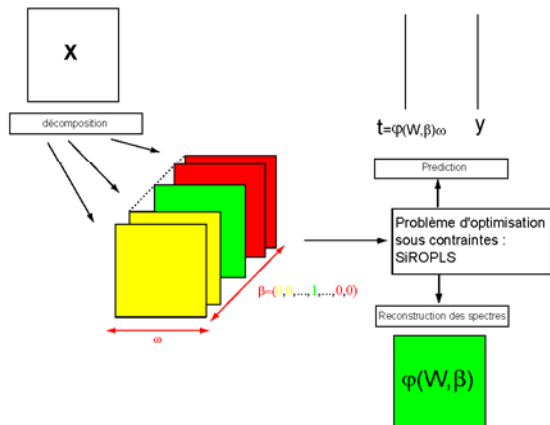 X
décomposition
t=φ(W,β)ω
y
Prediction
Problème d'optimisation
sous contraintes :
SiROPLS
β=(0,0,...,1,...,0,0)
ω
Reconstruction des spectres
φ(W,β)